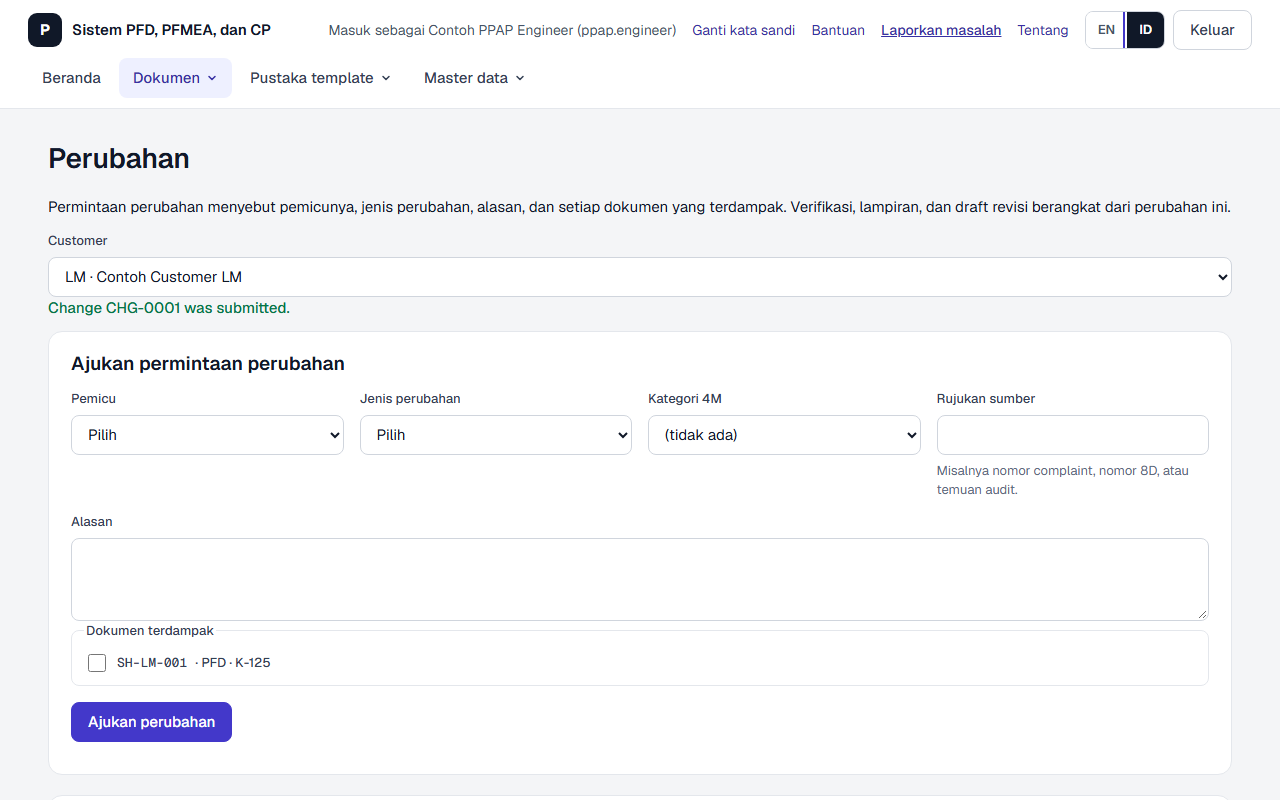 P Sistem PFD, PFMEA, dan CP
Masuk sebagai Contoh PPAP Engineer (ppap.engineer) Ganti kata sandi Bantuan Laporkan masalah Tentang EN ID Keluar
Beranda Dokumen Pustaka template Master data
Perubahan
Permintaan perubahan menyebut pemicunya, jenis perubahan, alasan, dan setiap dokumen yang terdampak. Verifikasi, lampiran, dan draft revisi berangkat dari perubahan ini.
Customer
LM · Contoh Customer LM
Change CHG-0001 was submitted.
Ajukan permintaan perubahan
Pemicu Jenis perubahan Kategori 4M Rujukan sumber
Pilih Pilih (tidak ada)
Misalnya nomor complaint, nomor 8D, atau
temuan audit.
Alasan
Dokumen terdampak
SH-LM-001 · PFD · K-125
Ajukan perubahan